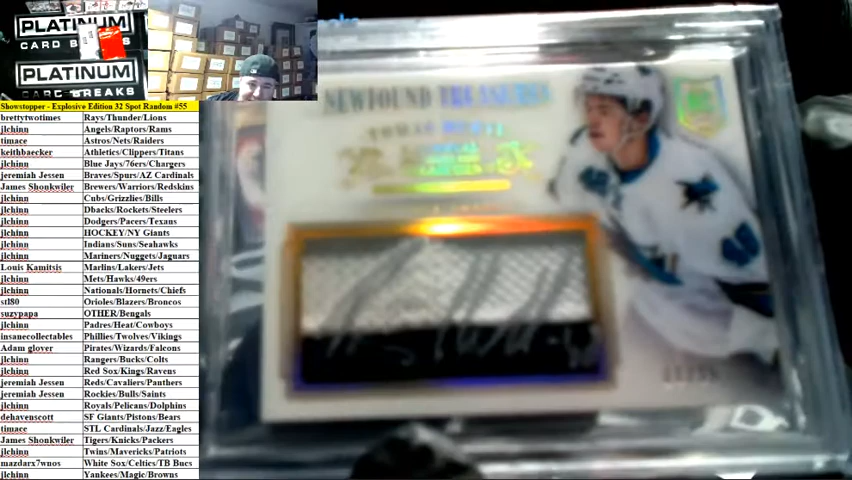 PLATINUM
CARD BREAKS
PLATINUM
CARD BREAKS
Showstopper - Explosive Edition 32 Spot Random #55
brettytwotimes Rays/Thunder/Lions
jlchinn Angels/Raptors/Rams
timace Astros/Nets/Raiders
keithbaecker Athletics/Clippers/Titans
jlchinn Blue Jays/76ers/Chargers
jeremiah Jessen Braves/Spurs/AZ Cardinals
James Shonkwiler Brewers/Warriors/Redskins
jlchinn Cubs/Grizzlies/Bills
jlchinn Dbacks/Rockets/Steelers
jlchinn Dodgers/Pacers/Texans
jlchinn HOCKEY/NY Giants
jlchinn Indians/Suns/Seahawks
jlchinn Mariners/Nuggets/Jaguars
Louis Kamitsis Marlins/Lakers/Jets
jlchinn Mets/Hawks/49ers
jlchinn Nationals/Hornets/Chiefs
stl80 Orioles/Blazers/Broncos
suzypapa OTHER/Bengals
jlchinn Padres/Heat/Cowboys
insanecollectables Phillies/Twolves/Vikings
Adam glover Pirates/Wizards/Falcons
jlchinn Rangers/Bucks/Colts
jlchinn Red Sox/Kings/Ravens
jeremiah Jessen Reds/Cavaliers/Panthers
jeremiah Jessen Rockies/Bulls/Saints
jlchinn Royals/Pelicans/Dolphins
dehavenscott SF Giants/Pistons/Bears
timace STL Cardinals/Jazz/Eagles
James Shonkwiler Tigers/Knicks/Packers
jlchinn Twins/Mavericks/Patriots
mazdarx7wnos White Sox/Celtics/TB Bucs
jlchinn Yankees/Magic/Browns
NEWFOUND TREASURES